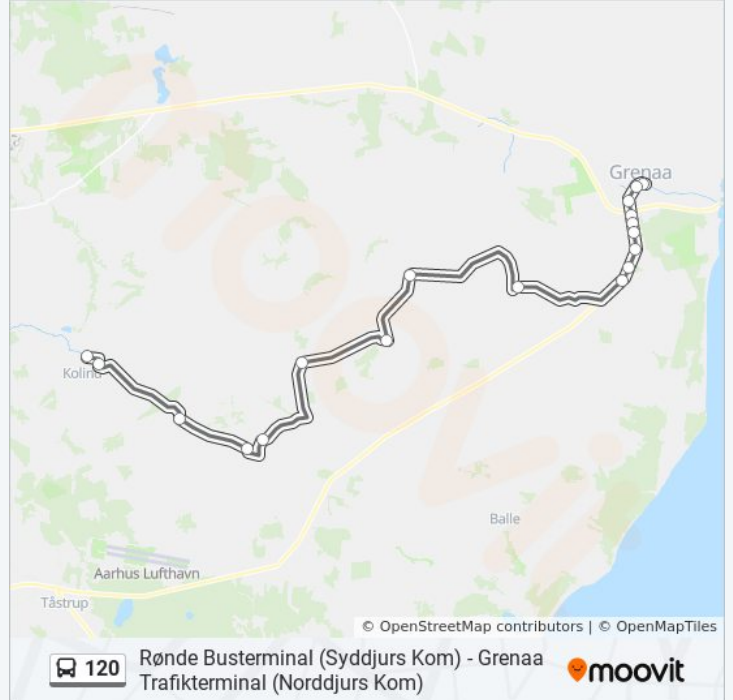 Grenaa
Kolind
Balle
Aarhus Lufthavn
Tåstrup
© OpenStreetMap contributors | © OpenMapTiles
120
Rønde Busterminal (Syddjurs Kom) - Grenaa
Trafikterminal (Norddjurs Kom)
moovit
moovit